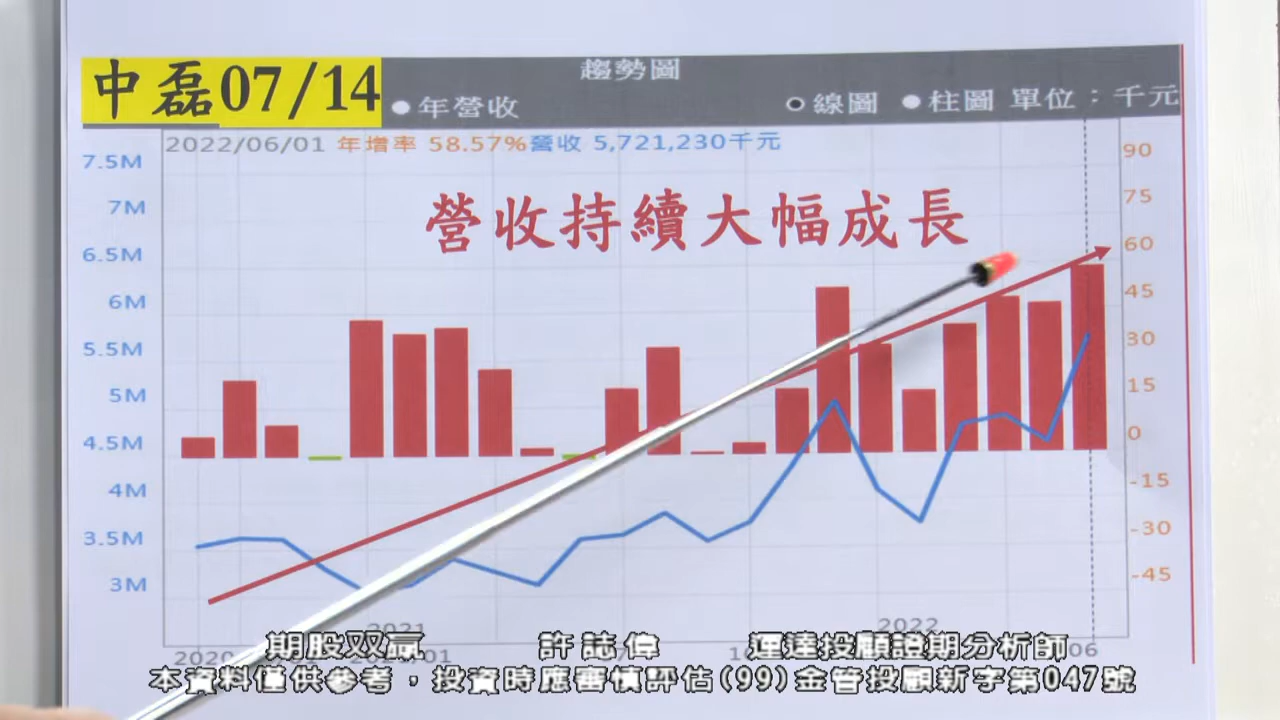 中磊07/14
趨勢圖
年營收 線圖 柱圖 單位：千元
2022/06/01 年增率 58.57%營收 5,721,230千元
營收持續大幅成長
7.5M 90
7M 75
6.5M 60
6M 45
5.5M 30
5M 15
4.5M 0
4M -15
3.5M -30
3M -45
2021 2022
期股双贏 許誌偉 運達投顧證期分析師
本資料僅供參考，投資時應審慎評估(99)金管投顧新字第047號